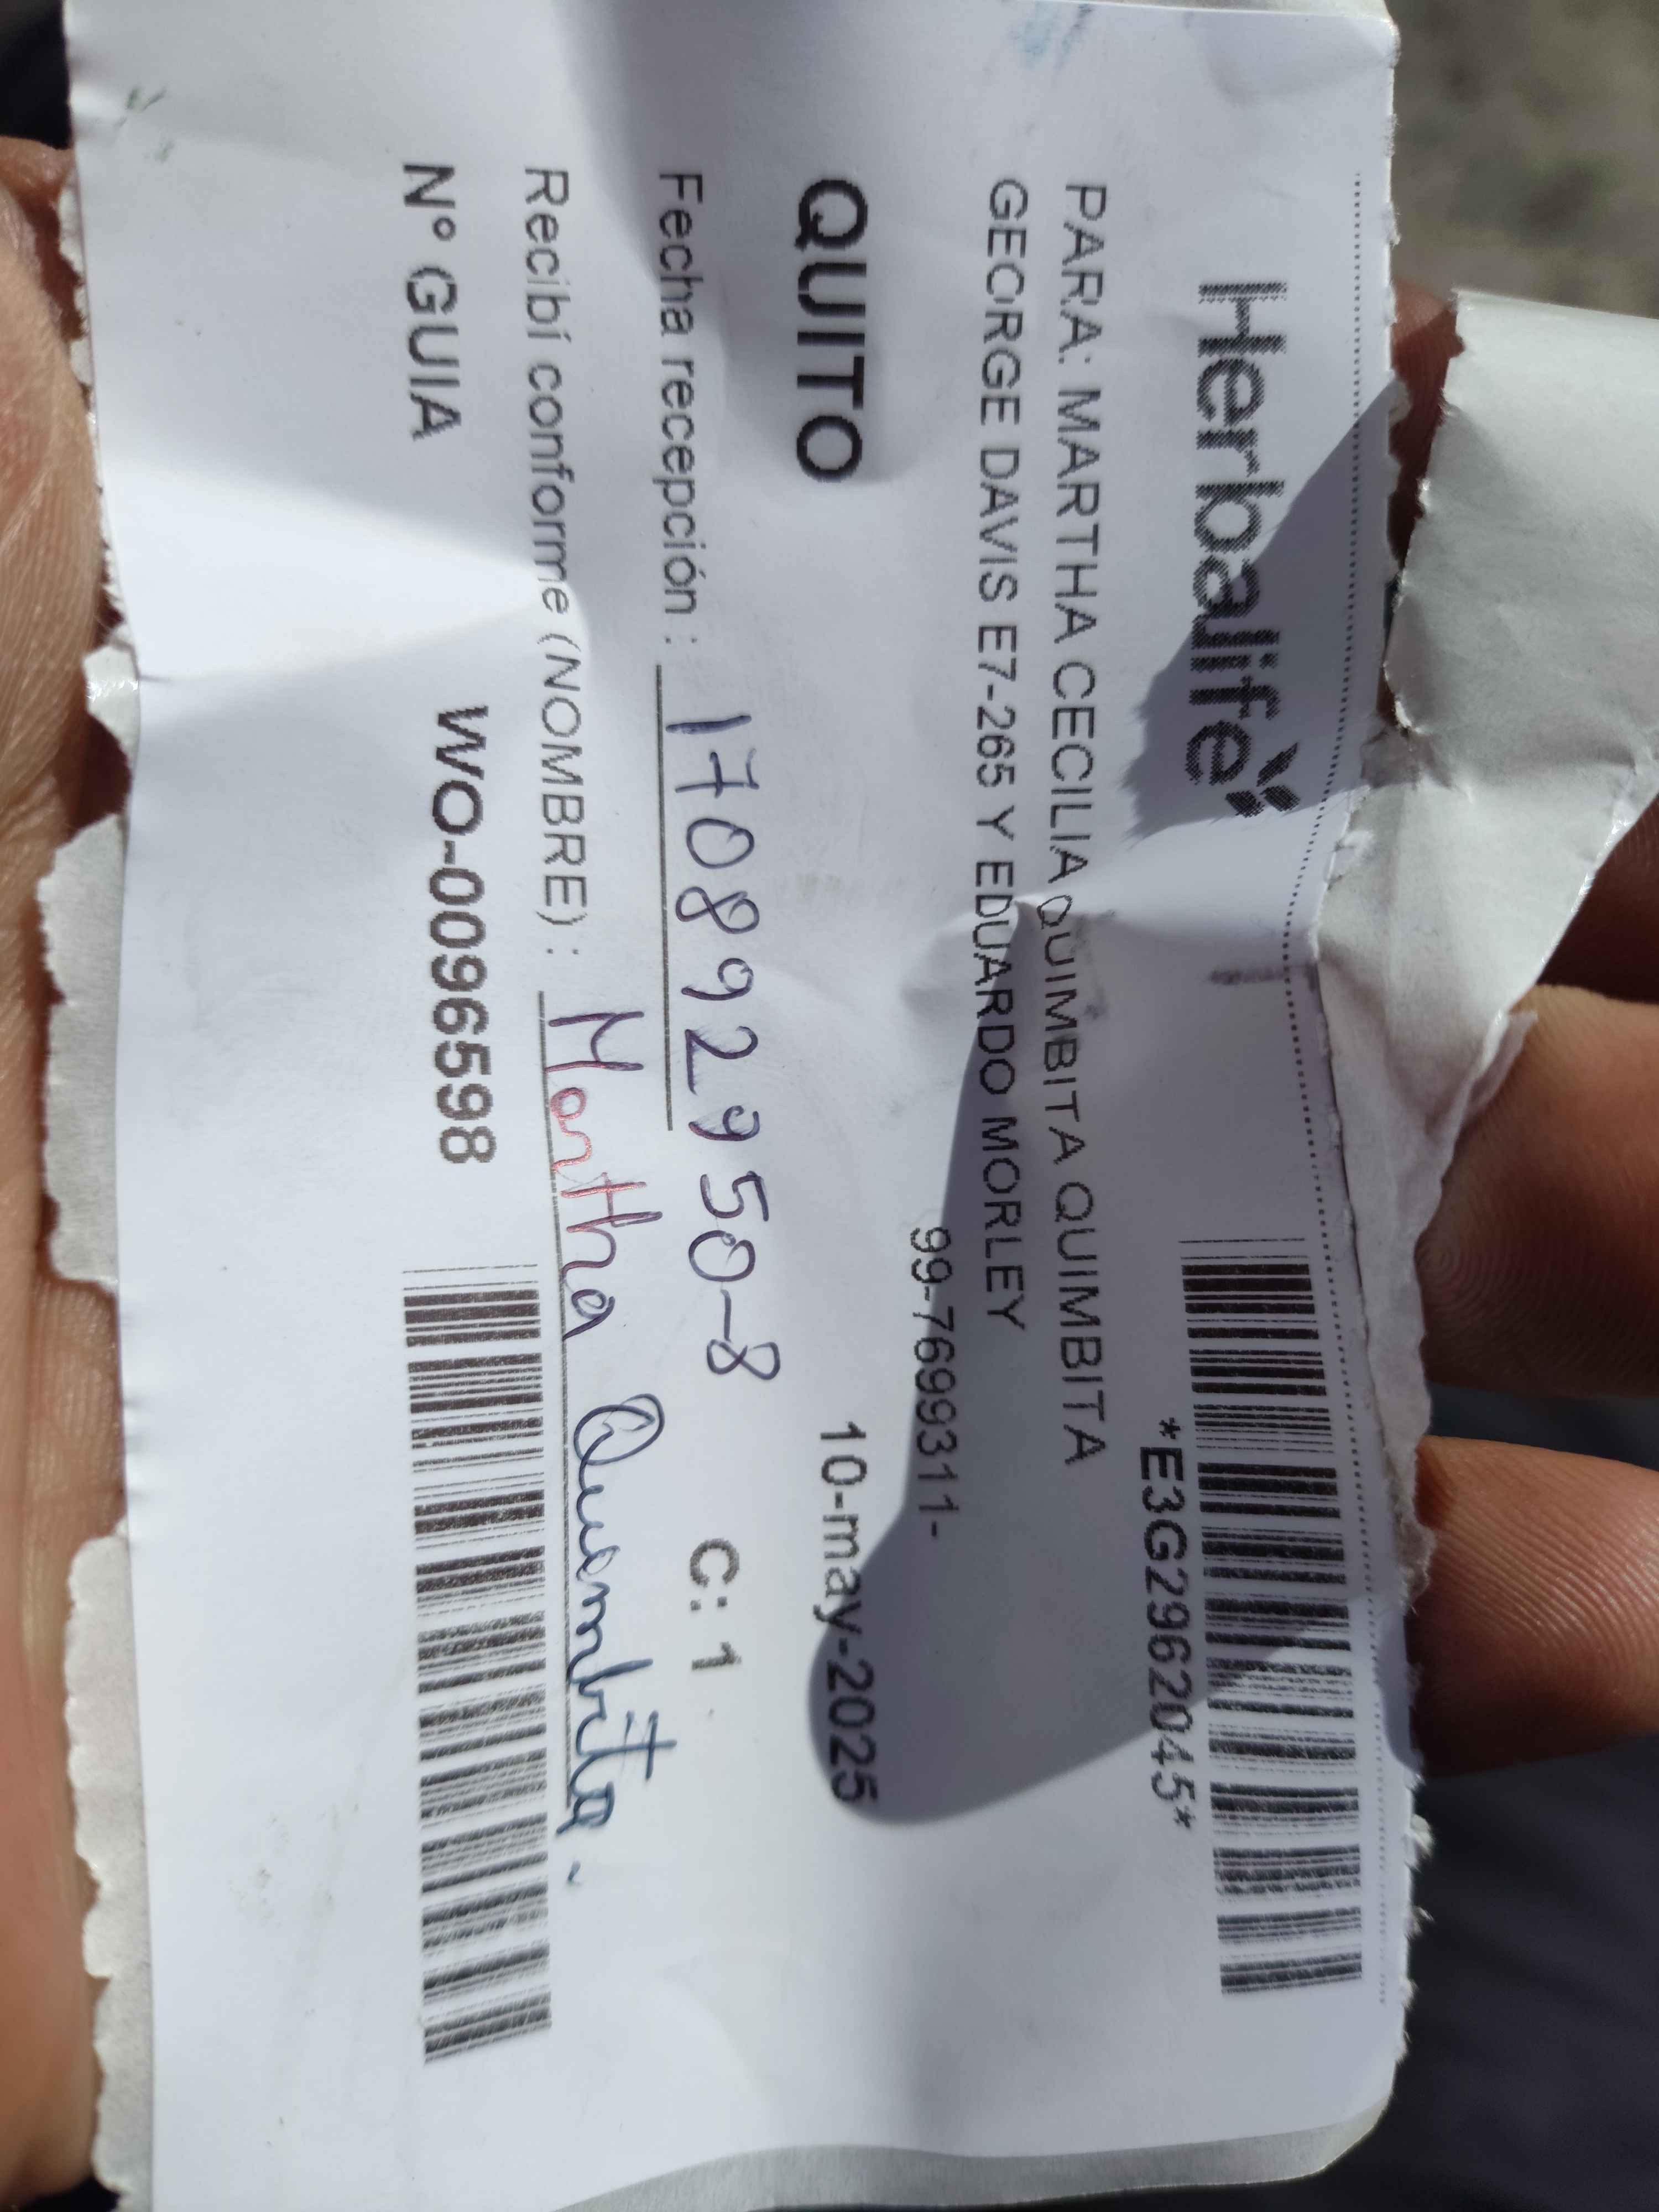 Herbalife
*E3G2962045*
PARA: MARTHA CECILIA QUIMBITA QUIMBITA
GEORGE DAVIS E7-265 Y EDUARDO MORLEY
99-7699311-
QUITO 10-may-2025
Fecha recepción : 170892950-8 C: 1
Recibí conforme (NOMBRE) : Martha Quimbita.
N° GUIA WO-0096598